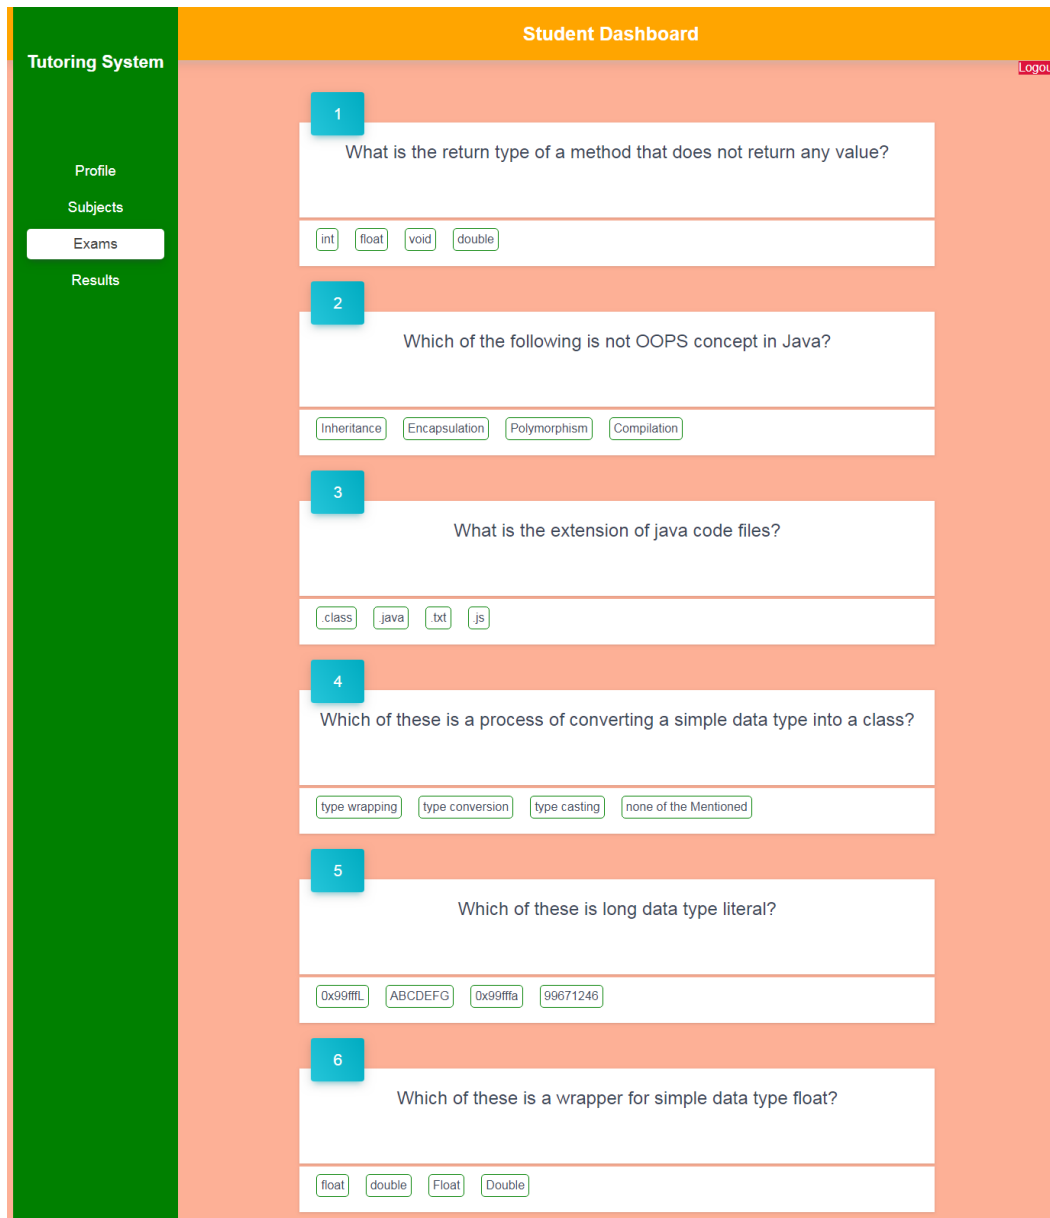 Student Dashboard
Tutoring System
Logou
Profile
Subjects
Exams
Results
1
What is the return type of a method that does not return any value?
int float void double
2
Which of the following is not OOPS concept in Java?
Inheritance Encapsulation Polymorphism Compilation
3
What is the extension of java code files?
.class .java .txt .js
4
Which of these is a process of converting a simple data type into a class?
type wrapping type conversion type casting none of the Mentioned
5
Which of these is long data type literal?
0x99fffL ABCDEFG 0x99fffa 99671246
6
Which of these is a wrapper for simple data type float?
float double Float Double